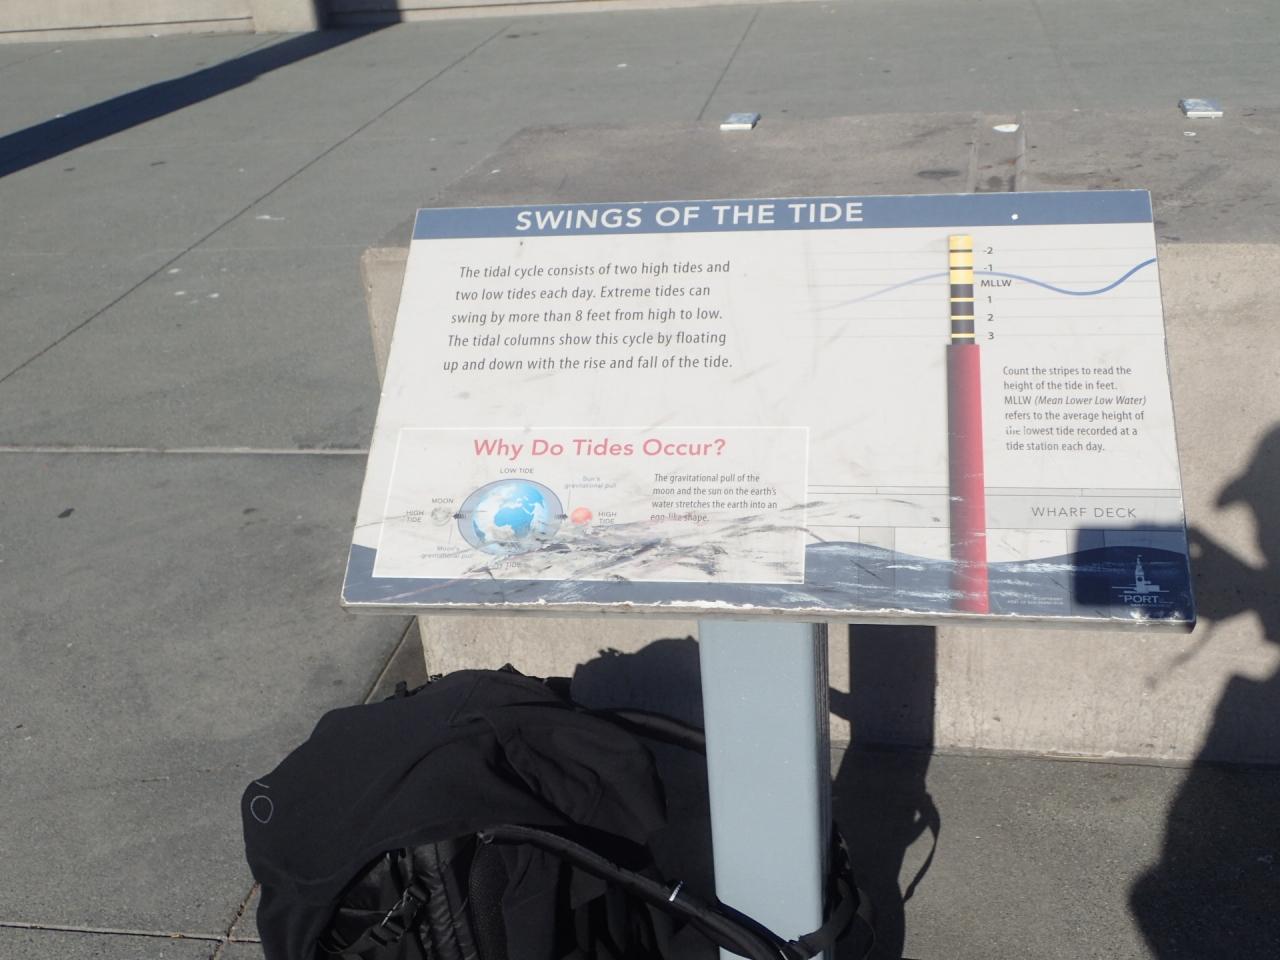 SWINGS OF THE TIDE
The tidal cycle consists of two high tides and
two low tides each day. Extreme tides can
swing by more than 8 feet from high to low.
The tidal columns show this cycle by floating
up and down with the rise and fall of the tide.
-2
-1
MLLW
1
2
3
Count the stripes to read the
height of the tide in feet.
MLLW (Mean Lower Low Water)
refers to the average height of
the lowest tide recorded at a
tide station each day.
Why Do Tides Occur?
LOW TIDE
Sun's
gravitational pull
MOON
HIGH
TIDE
HIGH
TIDE
Moon's
gravitational pull
LOW TIDE
The gravitational pull of the
moon and the sun on the earth's
water stretches the earth into an
egg-like shape.
WHARF DECK
PORT